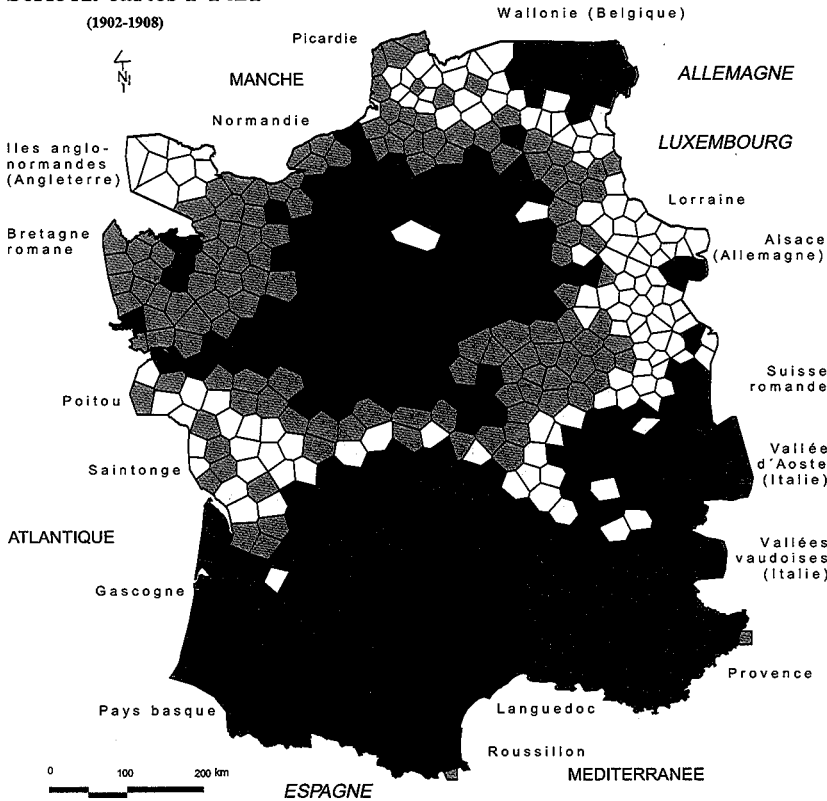 (1902-1908)
Wallonie (Belgique)
Picardie
N
MANCHE
ALLEMAGNE
Normandie
LUXEMBOURG
Iles anglo-
normandes
(Angleterre)
Lorraine
Bretagne
romane
Alsace
(Allemagne)
Suisse
romande
Poitou
Vallée
d'Aoste
(Italie)
Saintonge
ATLANTIQUE
Vallées
vaudoises
(Italie)
Gascogne
Provence
Pays basque
Languedoc
Roussillon
0 100 200 km
ESPAGNE
MEDITERRANEE